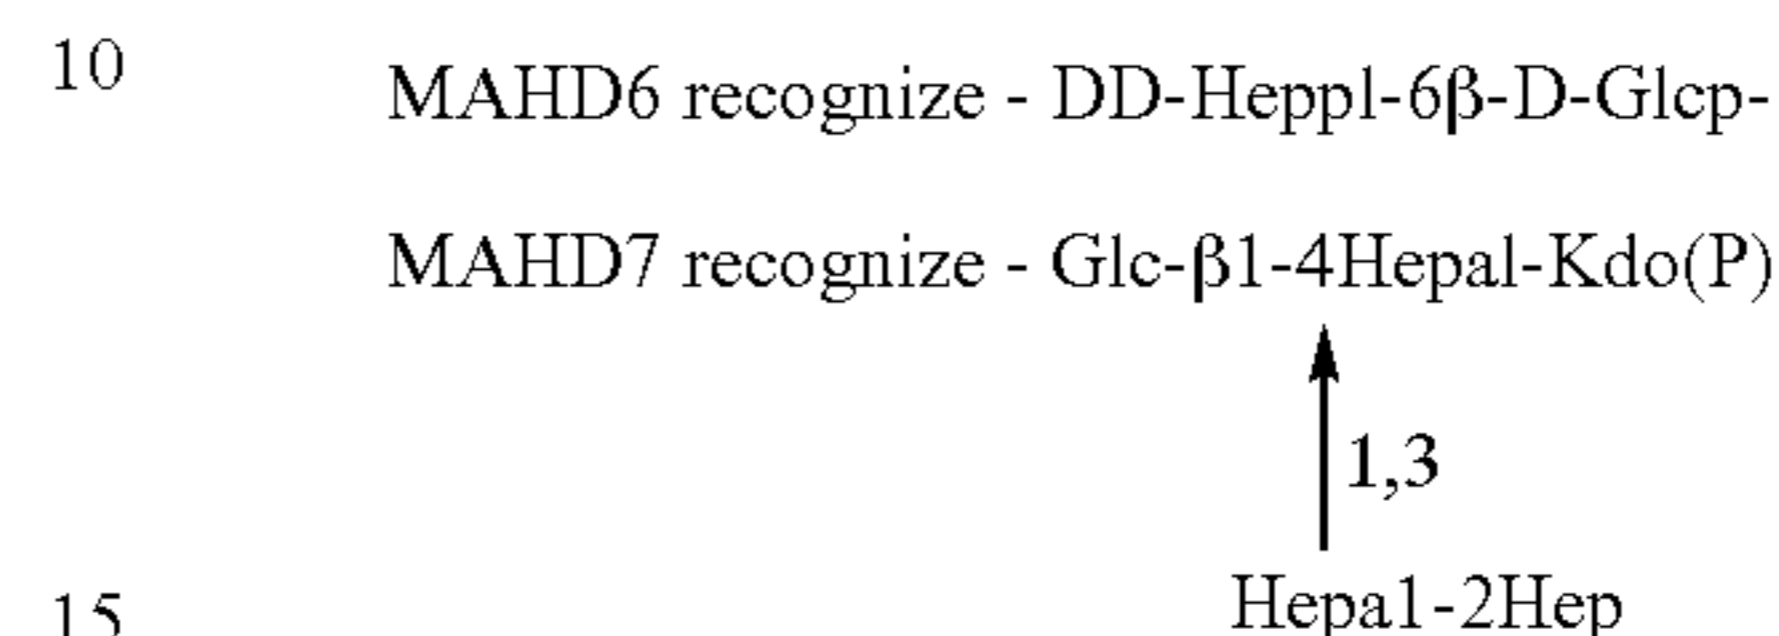 10 MAHD6 recognize - DD-Heppl-6β-D-Glcp-
MAHD7 recognize - Glc-β1-4Hepal-Kdo(P)
1,3
15 Hepa1-2Hep